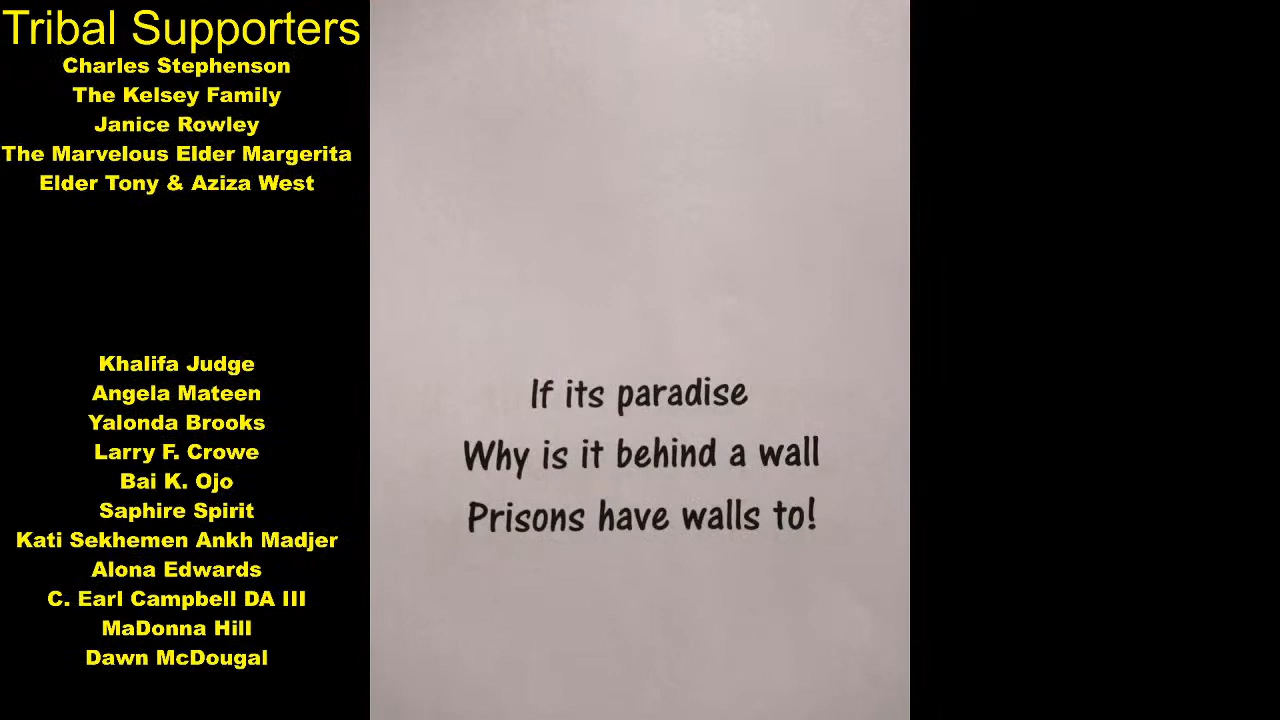 Tribal Supporters
Charles Stephenson
The Kelsey Family
Janice Rowley
The Marvelous Elder Margerita
Elder Tony & Aziza West
Khalifa Judge
Angela Mateen
Yalonda Brooks
Larry F. Crowe
Bai K. Ojo
Saphire Spirit
Kati Sekhemen Ankh Madjer
Alona Edwards
C. Earl Campbell DA III
MaDonna Hill
Dawn McDougal
If its paradise
Why is it behind a wall
Prisons have walls to!